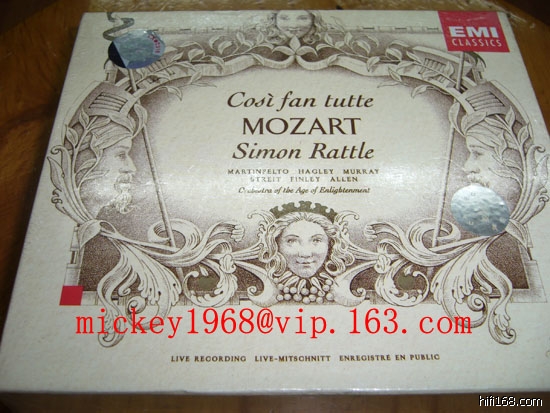 EMI
CLASSICS
Così fan tutte
MOZART
Simon Rattle
MARTINPELTO HAGLEY MURRAY
STREIT FINLEY ALLEN
Orchestra of the Age of Enlightenment
mickey1968@vip.163.com
LIVE RECORDING LIVE-MITSCHNITT ENREGISTRÉ EN PUBLIC
hifi168.com